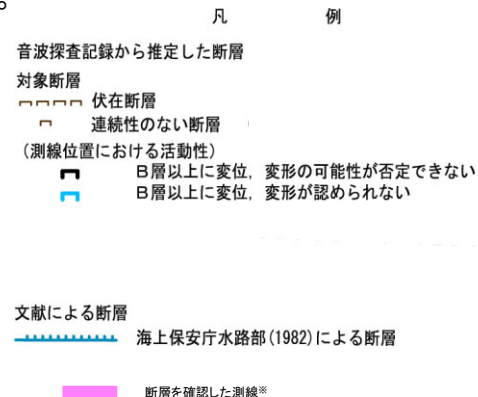 。
凡 例
音波探査記録から推定した断層
対象断層
伏在断層
連続性のない断層
(測線位置における活動性)
B層以上に変位，変形の可能性が否定できない
B層以上に変位，変形が認められない
文献による断層
海上保安庁水路部(1982)による断層
断層を確認した測線※